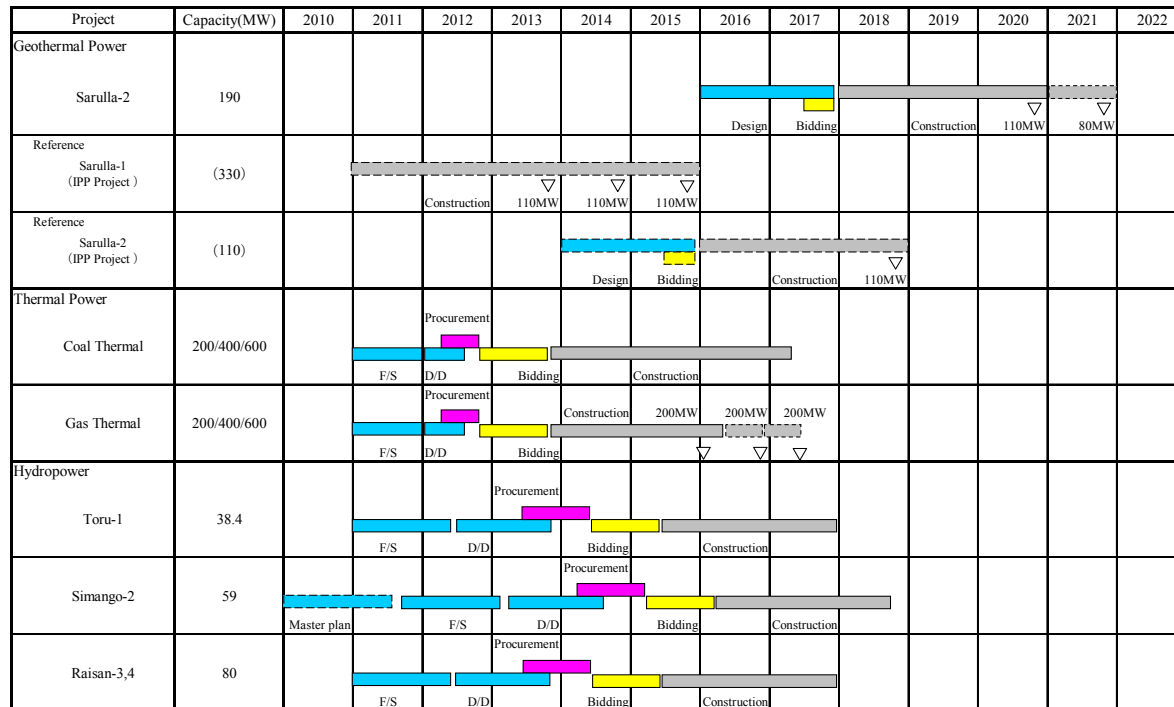 Project Capacity(MW) 2010 2011 2012 2013 2014 2015 2016 2017 2018 2019 2020 2021 2022
Geothermal Power
Sarulla-2 190
Design Bidding Construction 110MW 80MW
Reference
Sarulla-1
(IPP Project) (330)
Construction 110MW 110MW 110MW
Reference
Sarulla-2
(IPP Project) (110)
Design Bidding Construction 110MW
Thermal Power
Procurement
Coal Thermal 200/400/600
F/S D/D Bidding Construction
Procurement
Construction 200MW 200MW 200MW
Gas Thermal 200/400/600
F/S D/D Bidding
Hydropower
Procurement
Toru-1 38.4
F/S D/D Bidding Construction
Procurement
Simango-2 59
Master plan F/S D/D Bidding Construction
Procurement
Raisan-3,4 80
F/S D/D Bidding Construction